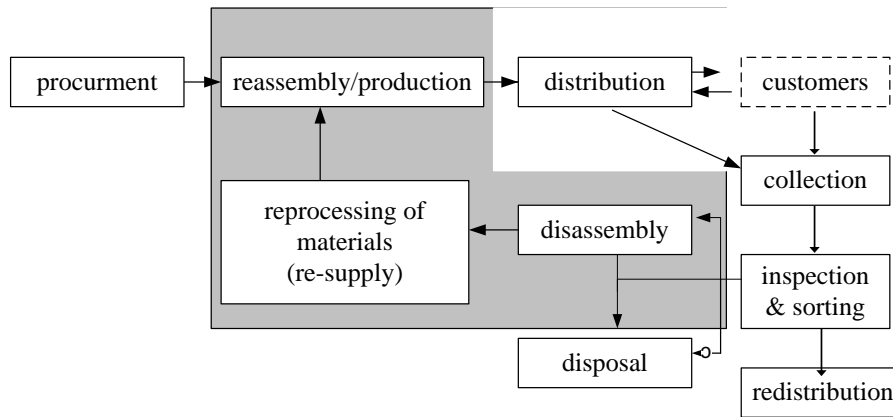 procurment
reassembly/production
distribution
customers
collection
reprocessing of
materials
(re-supply)
disassembly
inspection
& sorting
disposal
redistribution